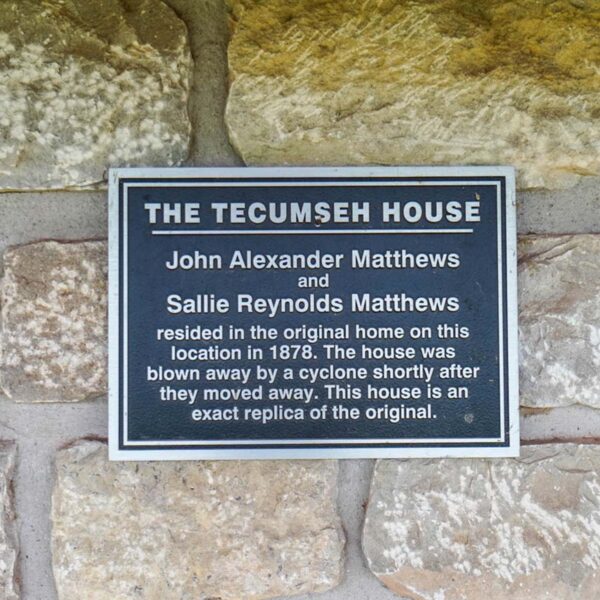 THE TECUMSEH HOUSE
John Alexander Matthews
and
Sallie Reynolds Matthews
resided in the original home on this
location in 1878. The house was
blown away by a cyclone shortly after
they moved away. This house is an
exact replica of the original.